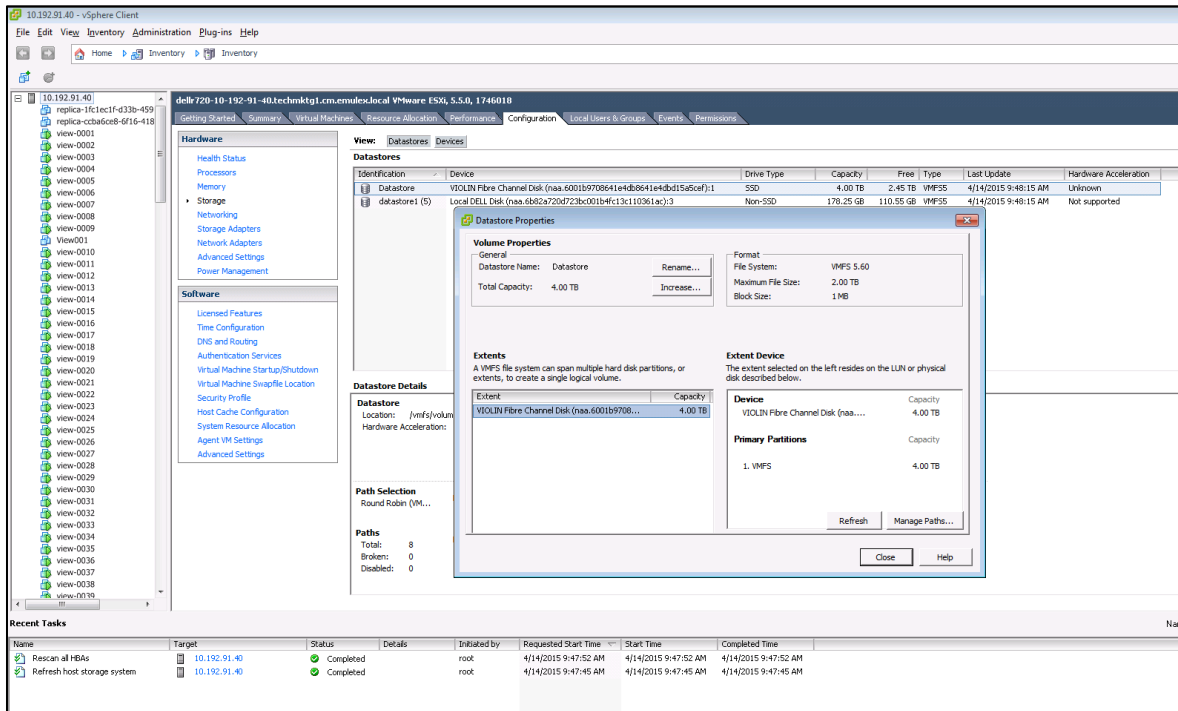 10.192.91.40 - vSphere Client
File Edit View Inventory Administration Plug-ins Help
Home Inventory Inventory
10.192.91.40
replica-1fc1ec1f-d33b-459
replica-ccba6ce8-6f16-418
view-0001
view-0002
view-0003
view-0004
view-0005
view-0006
view-0007
view-0008
view-0009
View001
view-0010
view-0011
view-0012
view-0013
view-0014
view-0015
view-0016
view-0017
view-0018
view-0019
view-0020
view-0021
view-0022
view-0023
view-0024
view-0025
view-0026
view-0027
view-0028
view-0029
view-0030
view-0031
view-0032
view-0033
view-0034
view-0035
view-0036
view-0037
view-0038
view-0039
dellr720-10-192-91-40.techmktg1.cm.emulex.local VMware ESXi, 5.5.0, 1746018
Getting Started Summary Virtual Machines Resource Allocation Performance Configuration Local Users & Groups Events Permissions
Hardware
Health Status
Processors
Memory
Storage
Networking
Storage Adapters
Network Adapters
Advanced Settings
Power Management
Software
Licensed Features
Time Configuration
DNS and Routing
Authentication Services
Virtual Machine Startup/Shutdown
Virtual Machine Swapfile Location
Security Profile
Host Cache Configuration
System Resource Allocation
Agent VM Settings
Advanced Settings
View: Datastores Devices
Datastores
Identification Device Drive Type Capacity Free Type Last Update Hardware Acceleration
Datastore VIOLIN Fibre Channel Disk (naa.6001b9708641e4db8641e4dbd15a5cef):1 SSD 4.00 TB 2.45 TB VMFS5 4/14/2015 9:48:15 AM Unknown
datastore1 (5) Local DELL Disk (naa.6b82a720d723bc001b4fc13c110361ac):3 Non-SSD 178.25 GB 110.55 GB VMFS5 4/14/2015 9:48:15 AM Not supported
Datastore Details
Datastore
Location: /vmfs/volum
Hardware Acceleration:
Path Selection
Round Robin (VM...
Paths
Total: 8
Broken: 0
Disabled: 0
Datastore Properties
Volume Properties
General
Datastore Name: Datastore Rename...
Total Capacity: 4.00 TB Increase...
Format
File System: VMFS 5.60
Maximum File Size: 2.00 TB
Block Size: 1 MB
Extents
A VMFS file system can span multiple hard disk partitions, or
extents, to create a single logical volume.
Extent Capacity
VIOLIN Fibre Channel Disk (naa.6001b9708... 4.00 TB
Extent Device
The extent selected on the left resides on the LUN or physical
disk described below.
Device Capacity
VIOLIN Fibre Channel Disk (naa.... 4.00 TB
Primary Partitions Capacity
1. VMFS 4.00 TB
Refresh Manage Paths...
Close Help
Recent Tasks
Nar
Name Target Status Details Initiated by Requested Start Time Start Time Completed Time
Rescan all HBAs 10.192.91.40 Completed root 4/14/2015 9:47:52 AM 4/14/2015 9:47:52 AM 4/14/2015 9:47:52 AM
Refresh host storage system 10.192.91.40 Completed root 4/14/2015 9:47:45 AM 4/14/2015 9:47:45 AM 4/14/2015 9:47:45 AM